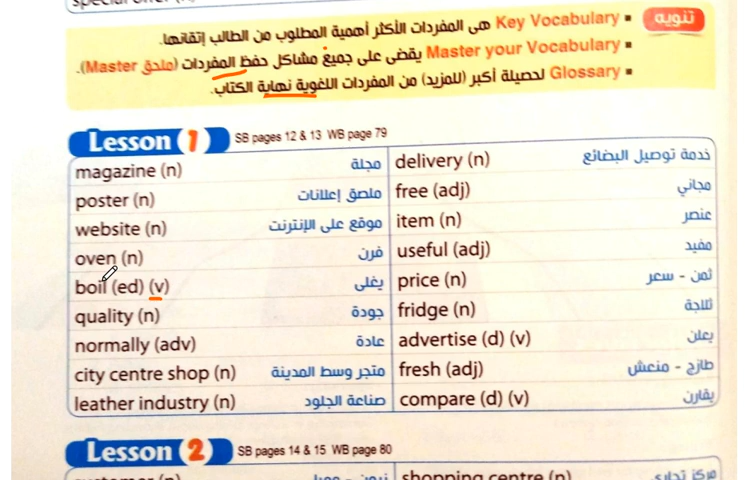 special offer
تنويه
Key Vocabulary هى المفردات الأكثر أهمية المطلوب من الطالب إتقانها.
Master your Vocabulary يقضى على جميع مشاكل حفظ المفردات (ملحق Master).
Glossary لحصيلة أكبر (للمزيد) من المفردات اللغوية نهاية الكتاب.
Lesson 1 SB pages 12 & 13 WB page 79
magazine (n) مجلة delivery (n) خدمة توصيل البضائع
poster (n) ملصق إعلانات free (adj) مجاني
website (n) موقع على الإنترنت item (n) عنصر
oven (n) فرن useful (adj) مفيد
boil (ed) (v) يغلى price (n) ثمن - سعر
quality (n) جودة fridge (n) ثلاجة
normally (adv) عادة advertise (d) (v) يعلن
city centre shop (n) متجر وسط المدينة fresh (adj) طازج - منعش
leather industry (n) صناعة الجلود compare (d) (v) يقارن
Lesson 2 SB pages 14 & 15 WB page 80
customer (n) shopping centre (n) مركز تجارى